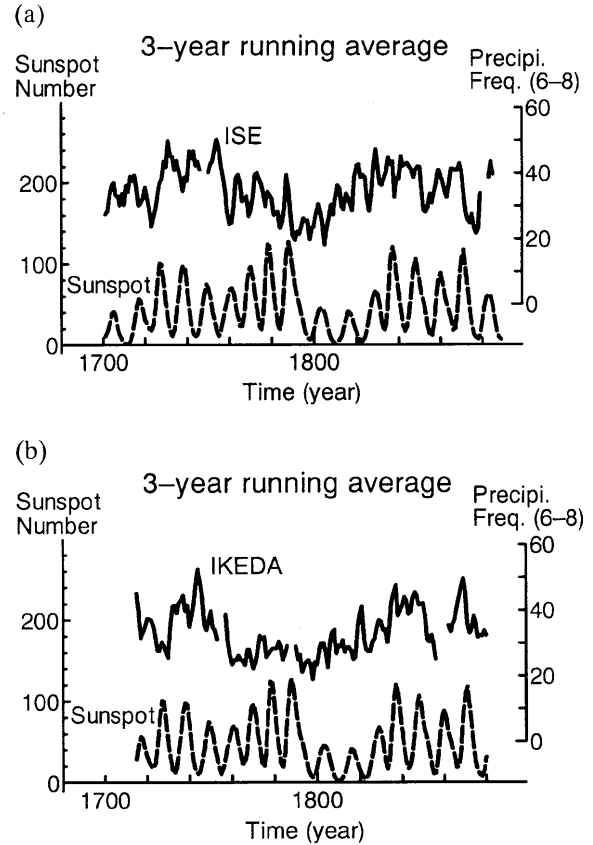 (a)
3–year running average
Sunspot
Number
Precipi.
Freq. (6–8)
60
ISE
200
40
20
100
Sunspot
0
0
1700
1800
Time (year)
(b)
3–year running average
Sunspot
Number
Precipi.
Freq. (6–8)
60
IKEDA
200
40
20
100
Sunspot
0
0
1700
1800
Time (year)